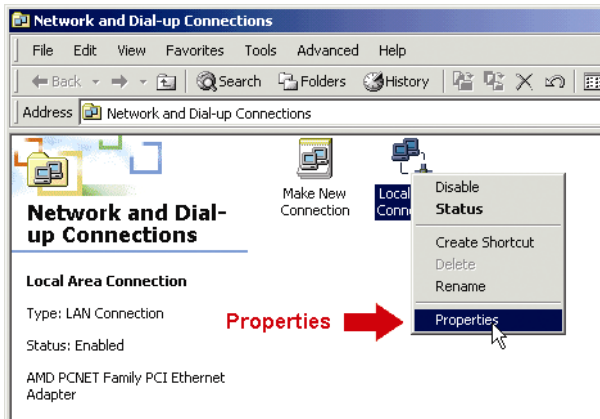 Network and Dial-up Connections
File Edit View Favorites Tools Advanced Help
Back Search Folders History
Address Network and Dial-up Connections
Network and Dial-
up Connections
Local Area Connection
Type: LAN Connection
Status: Enabled
AMD PCNET Family PCI Ethernet
Adapter
Make New
Connection
Local
Conn
Disable
Status
Create Shortcut
Delete
Rename
Properties
Properties